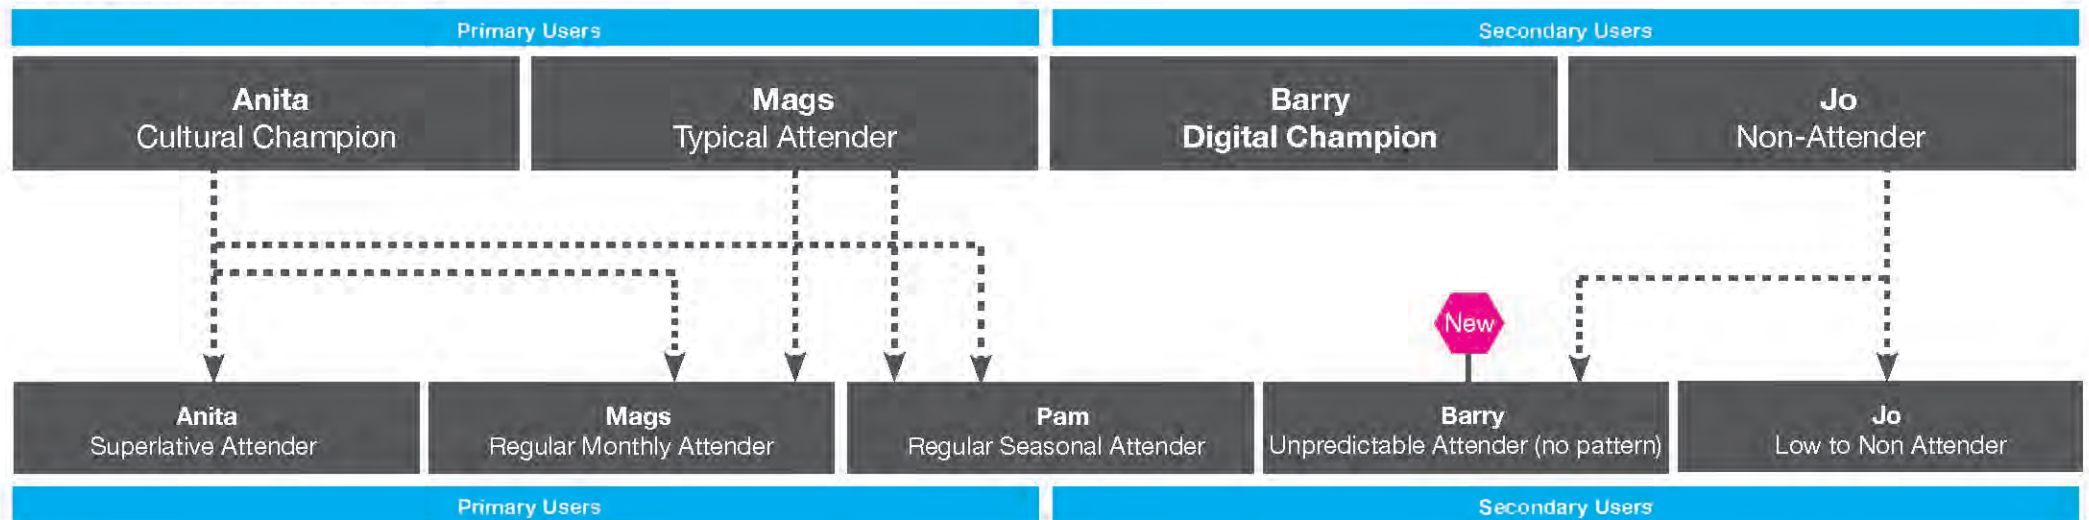 Primary Users
Secondary Users
Anita
Cultural Champion
Mags
Typical Attender
Barry
Digital Champion
Jo
Non-Attender
New
Anita
Superlative Attender
Mags
Regular Monthly Attender
Pam
Regular Seasonal Attender
Barry
Unpredictable Attender (no pattern)
Jo
Low to Non Attender
Primary Users
Secondary Users